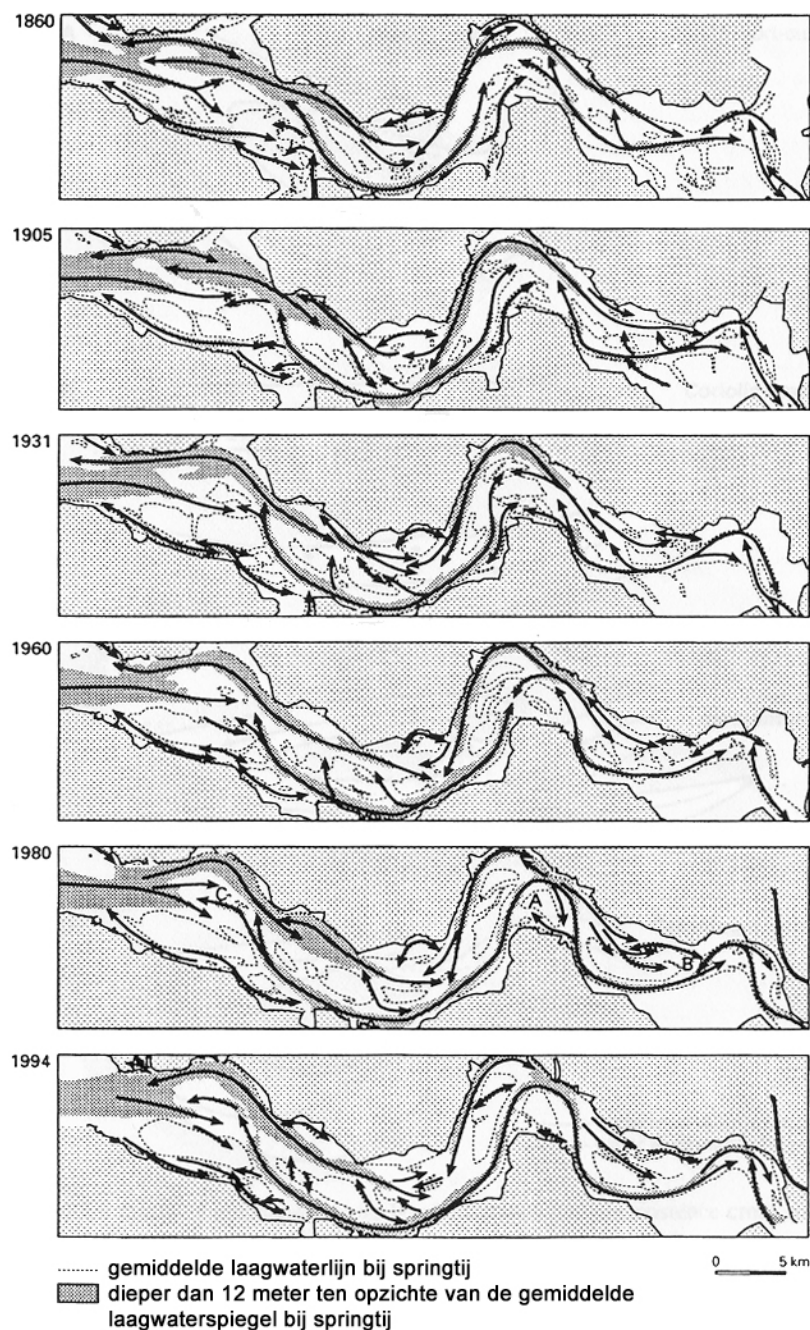 1860
1905
1931
1960
1980
C
A
B
1994
gemiddelde laagwaterlijn bij springtij
dieper dan 12 meter ten opzichte van de gemiddelde
laagwaterspiegel bij springtij
0 5 km